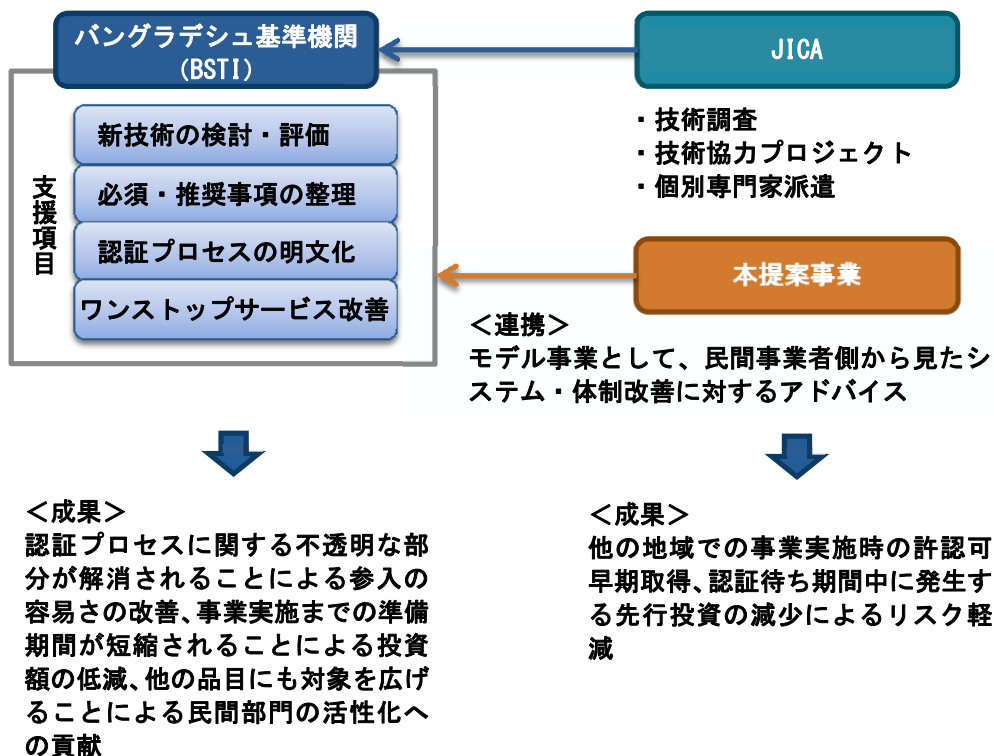 バングラデシュ基準機関
(BSTI)
JICA
・技術調査
・技術協力プロジェクト
・個別専門家派遣
支援項目
新技術の検討・評価
必須・推奨事項の整理
認証プロセスの明文化
ワンストップサービス改善
本提案事業
＜連携＞
モデル事業として、民間事業者側から見たシ
ステム・体制改善に対するアドバイス
＜成果＞
認証プロセスに関する不透明な部
分が解消されることによる参入の
容易さの改善、事業実施までの準備
期間が短縮されることによる投資
額の低減、他の品目にも対象を広げ
ることによる民間部門の活性化へ
の貢献
＜成果＞
他の地域での事業実施時の許認可
早期取得、認証待ち期間中に発生す
る先行投資の減少によるリスク軽
減